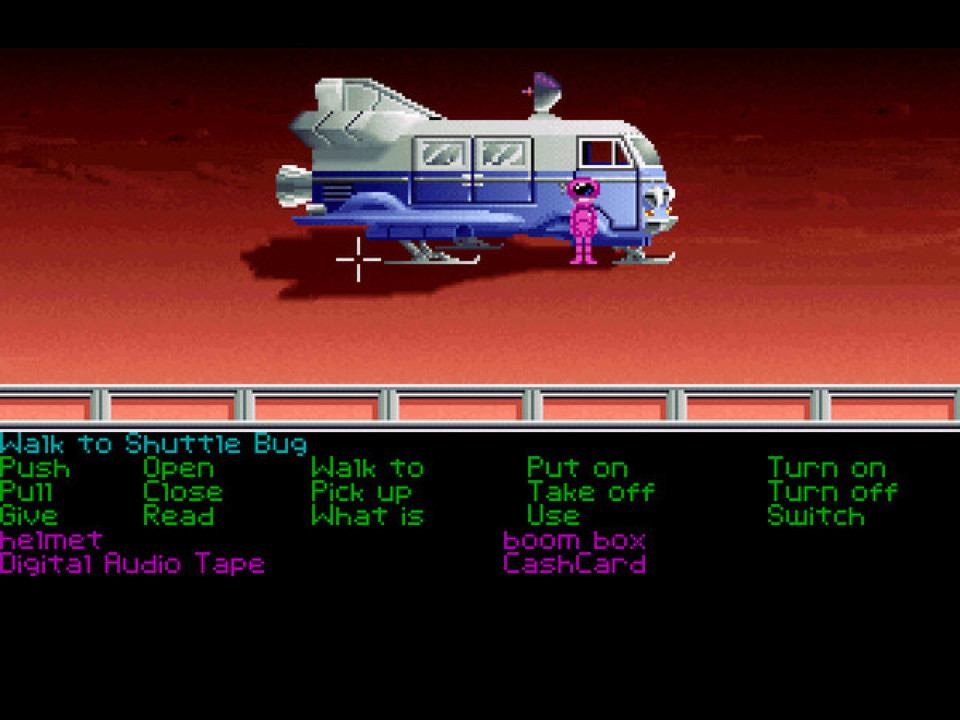 Walk to Shuttle Bug
Push Open Walk to Put on Turn on
Pull Close Pick up Take off Turn off
Give Read What is Use Switch
helmet boom box
Digital Audio Tape CashCard